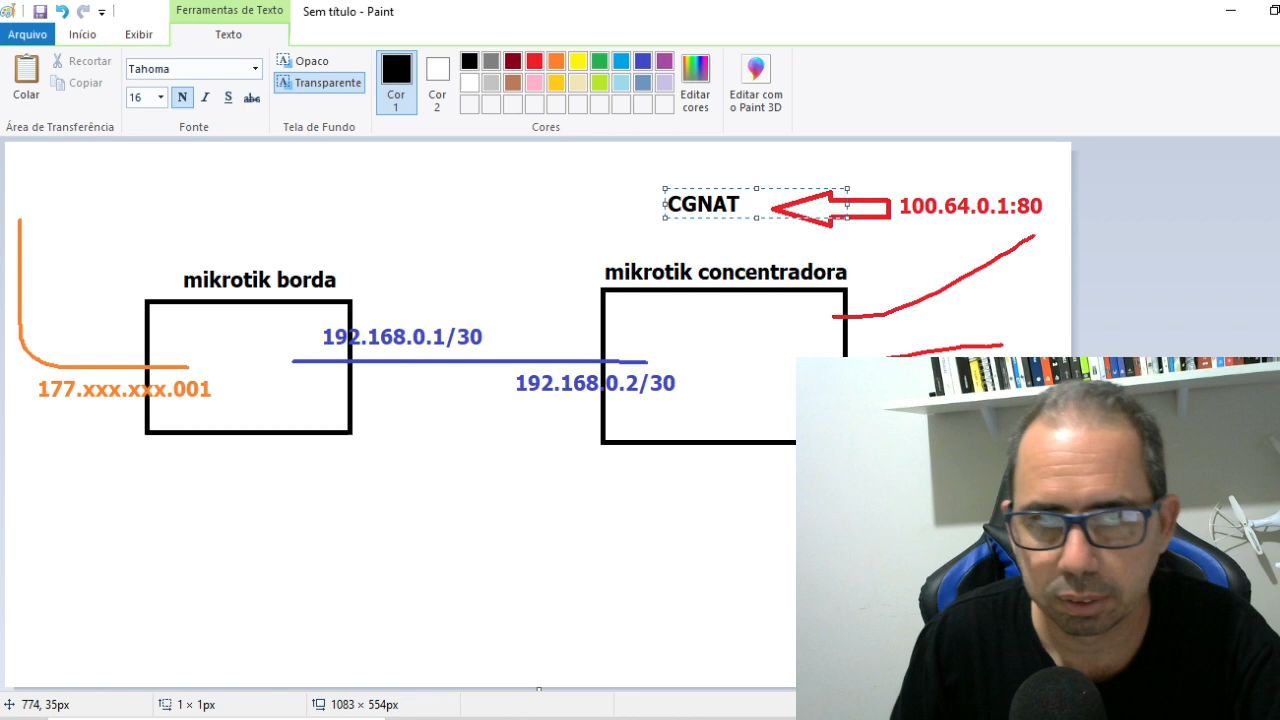 Ferramentas de Texto
Sem título - Paint
Arquivo
Início
Exibir
Texto
Colar
Recortar
Copiar
Área de Transferência
Tahoma
16
N
I
S
abc
Fonte
Opaco
Transparente
Tela de Fundo
Cor
1
Cor
2
Editar
cores
Editar com
o Paint 3D
Cores
CGNAT
100.64.0.1:80
mikrotik borda
mikrotik concentradora
192.168.0.1/30
192.168.0.2/30
177.xxx.xxx.001
774, 35px
1 × 1px
1083 × 554px